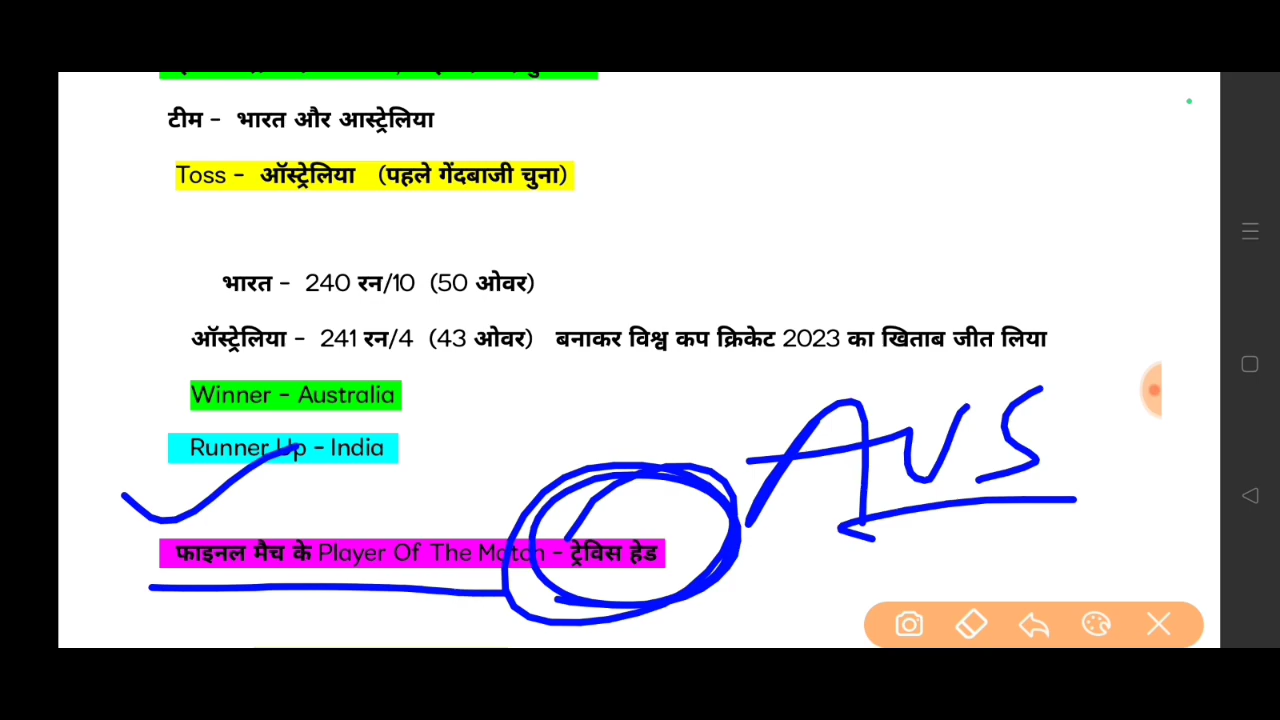 टीम - भारत और आस्ट्रेलिया
Toss - ऑस्ट्रेलिया (पहले गेंदबाजी चुना)
भारत - 240 रन/10 (50 ओवर)
ऑस्ट्रेलिया - 241 रन/4 (43 ओवर) बनाकर विश्व कप क्रिकेट 2023 का खिताब जीत लिया
Winner - Australia
Runner Up - India
AUS
फाइनल मैच के Player Of The Match - ट्रेविस हेड